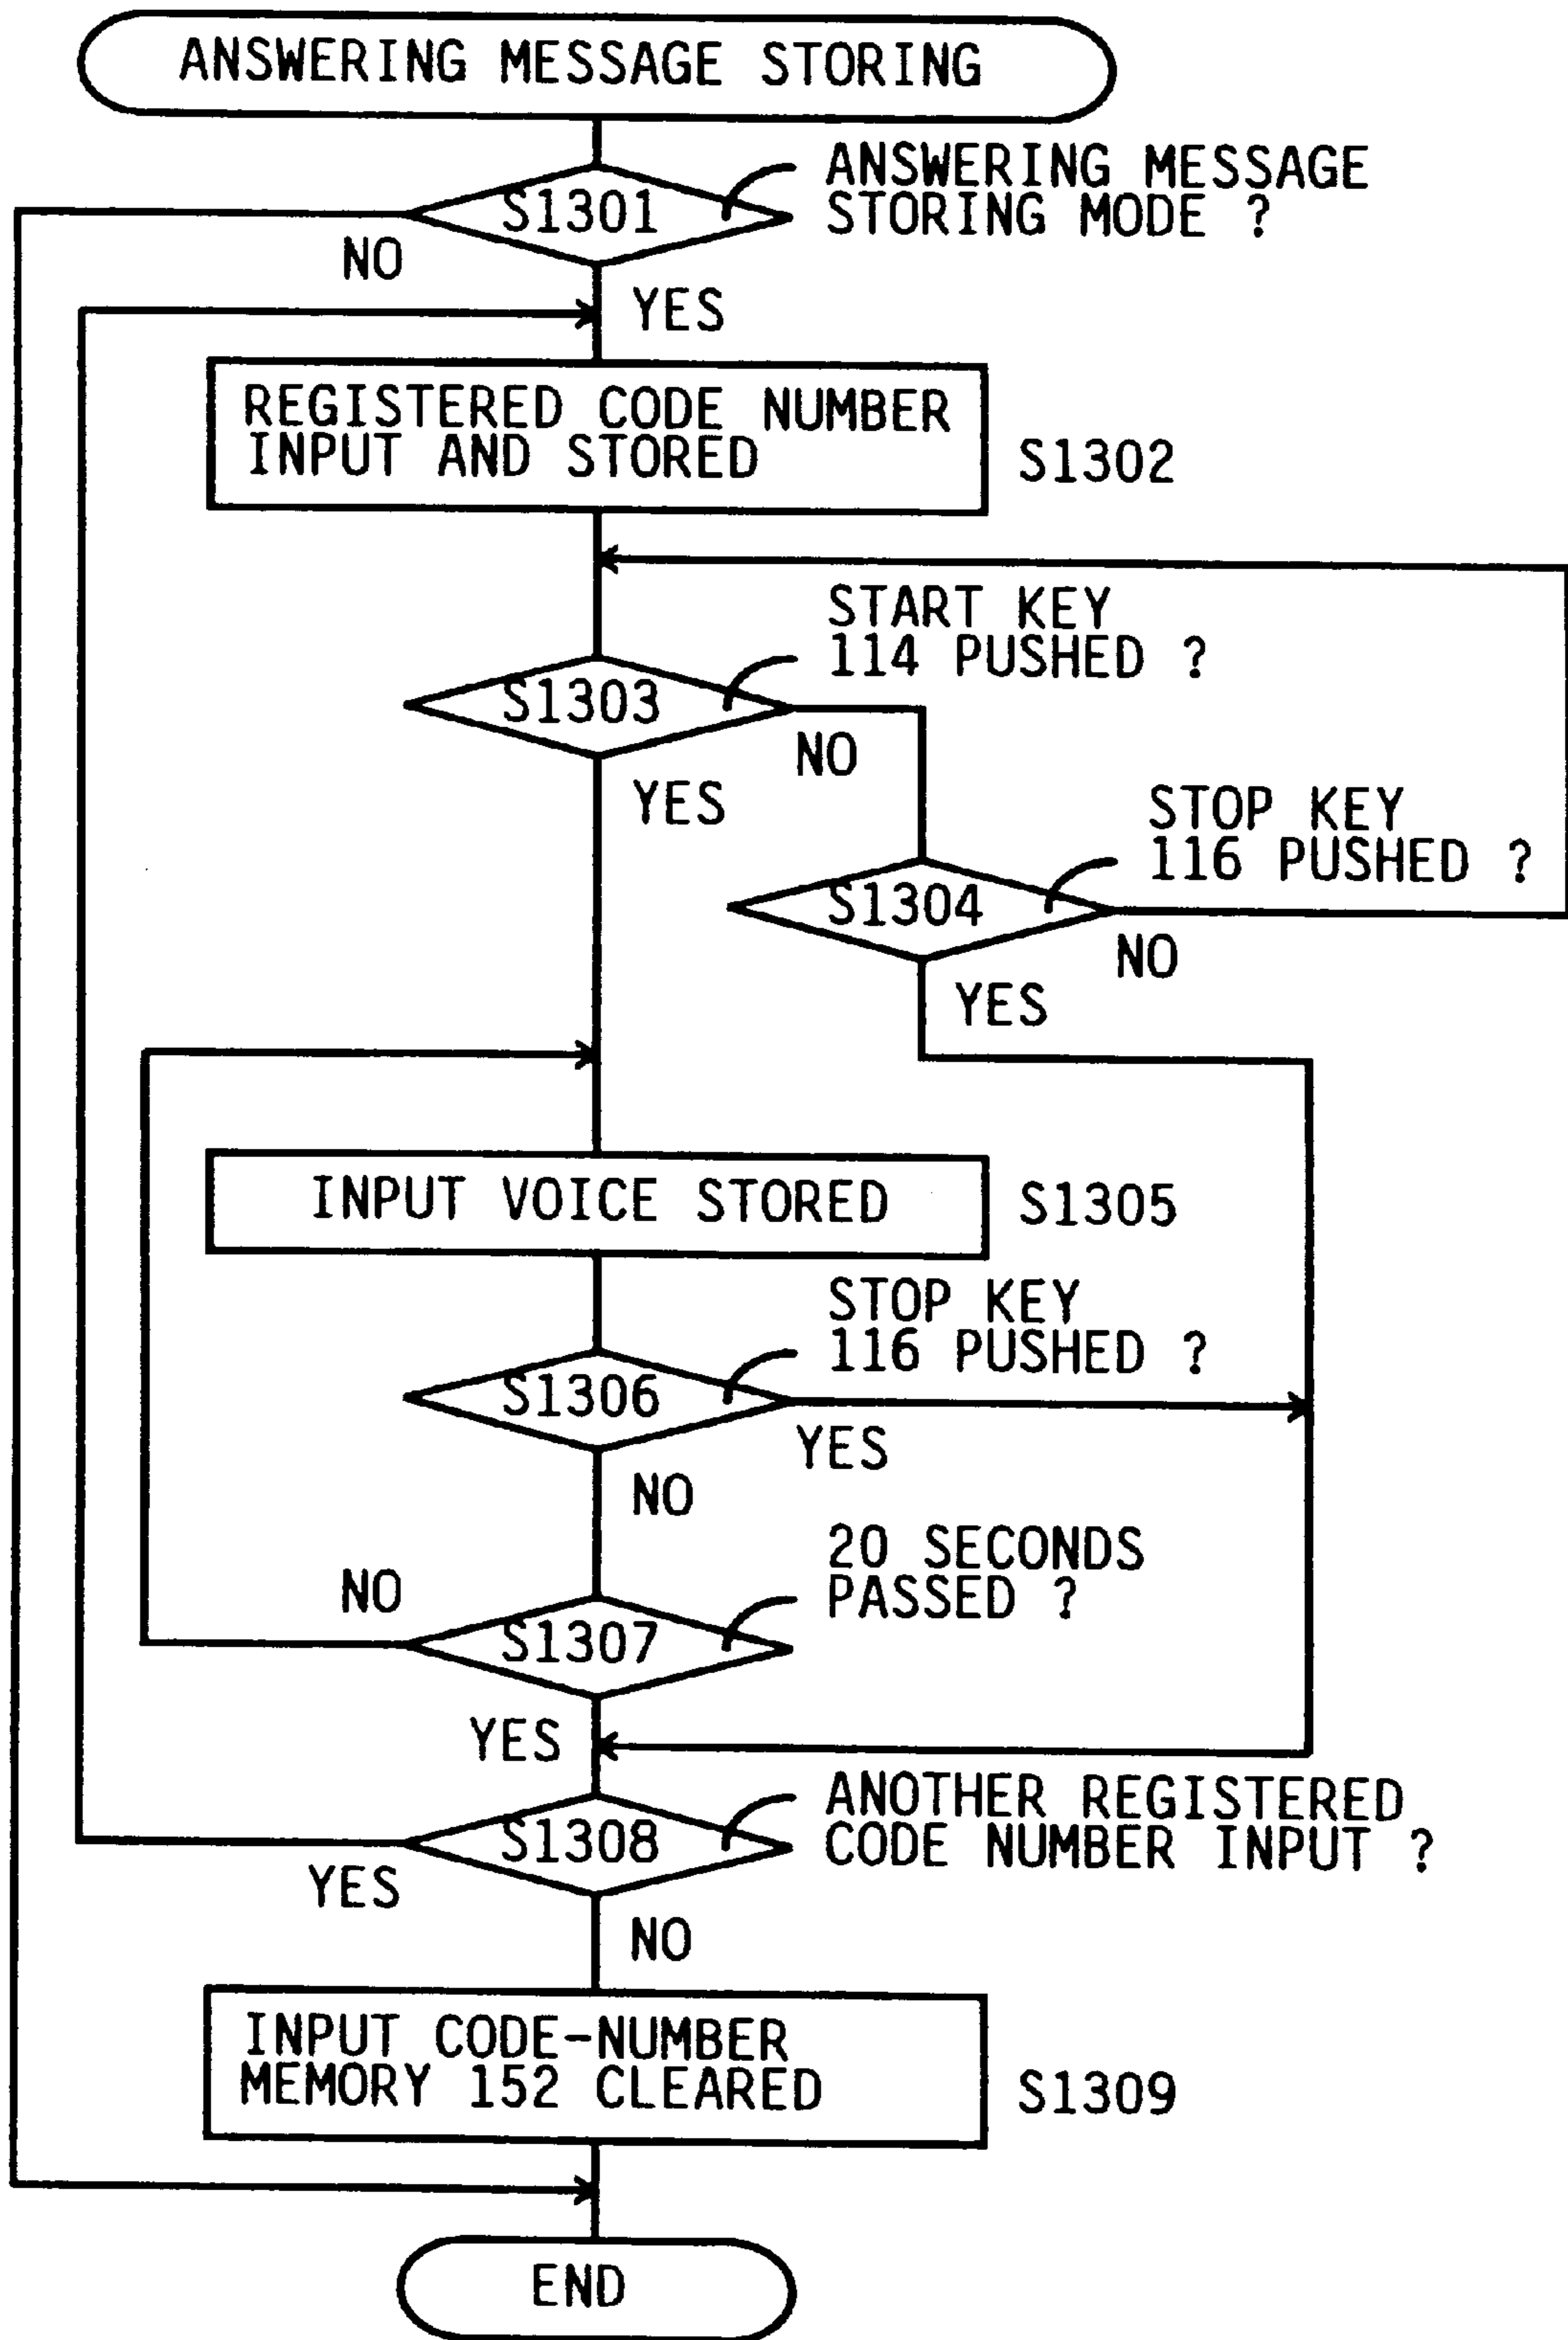 ANSWERING MESSAGE STORING
ANSWERING MESSAGE
STORING MODE ?
S1301
NO
YES
REGISTERED CODE NUMBER
INPUT AND STORED
S1302
START KEY
114 PUSHED ?
S1303
NO
YES
STOP KEY
116 PUSHED ?
S1304
NO
YES
INPUT VOICE STORED
S1305
STOP KEY
116 PUSHED ?
S1306
YES
NO
20 SECONDS
PASSED ?
NO
S1307
YES
ANOTHER REGISTERED
CODE NUMBER INPUT ?
S1308
YES
NO
INPUT CODE-NUMBER
MEMORY 152 CLEARED
S1309
END